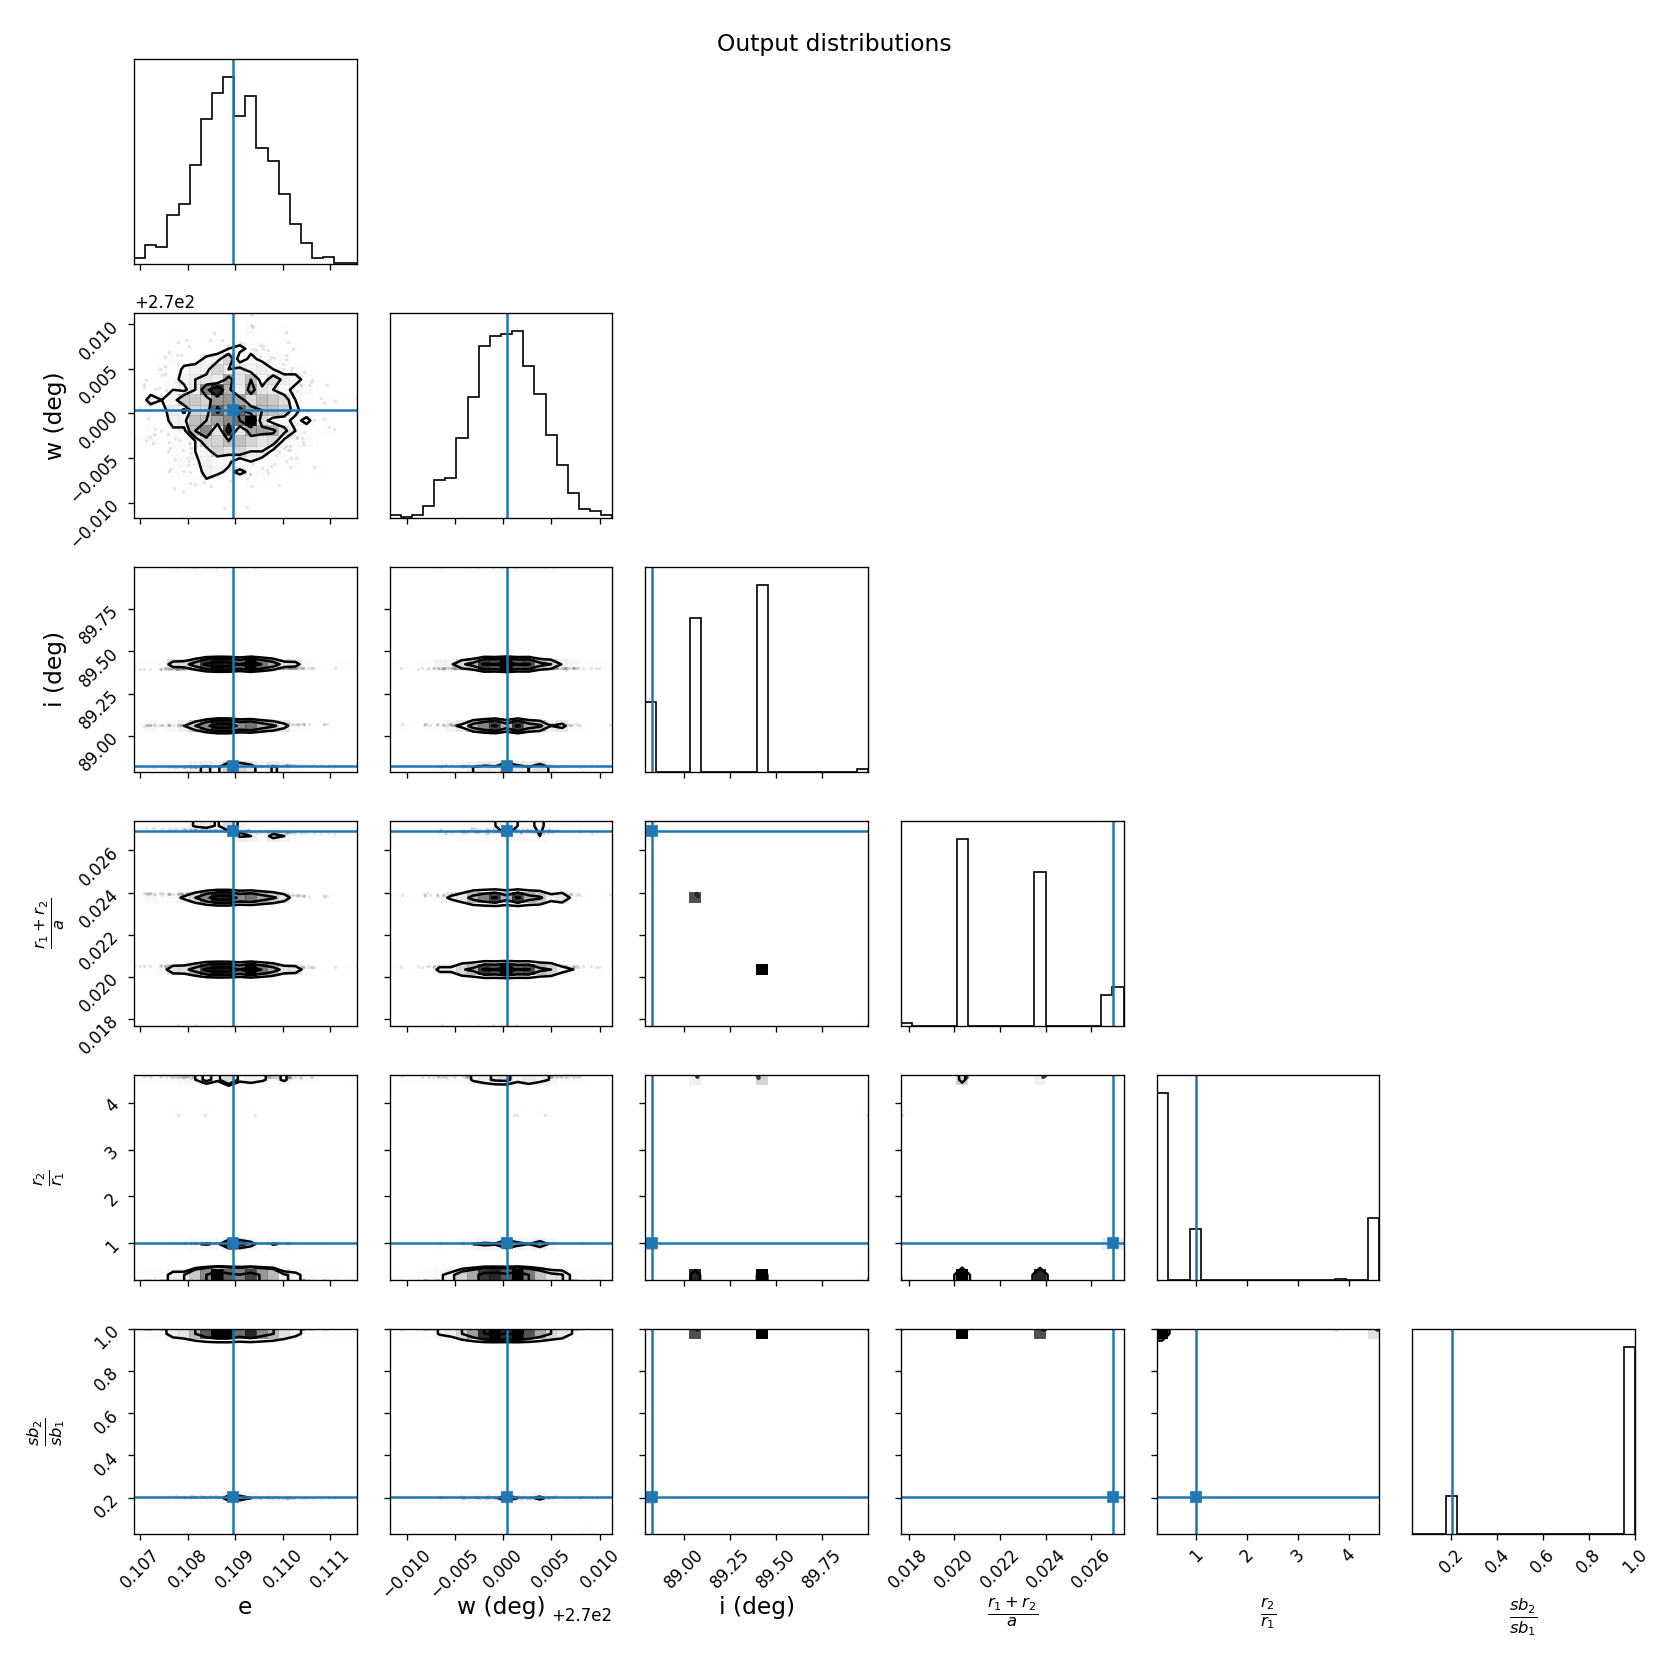 Output distributions
+2.7e2
0.010
0.005
0.000
−0.005
−0.010
w (deg)
89.75
89.50
89.25
89.00
i (deg)
0.026
0.024
0.022
0.020
0.018
r₁ + r₂
a
4
3
2
1
r₂
r₁
1.0
0.8
0.6
0.4
0.2
sb₂
sb₁
0.107 0.108 0.109 0.110 0.111
−0.010 −0.005 0.000 0.005 0.010
89.00 89.25 89.50 89.75
0.018 0.020 0.022 0.024 0.026
1 2 3 4
0.2 0.4 0.6 0.8 1.0
e
w (deg) +2.7e2
i (deg)
r₁ + r₂
a
r₂
r₁
sb₂
sb₁